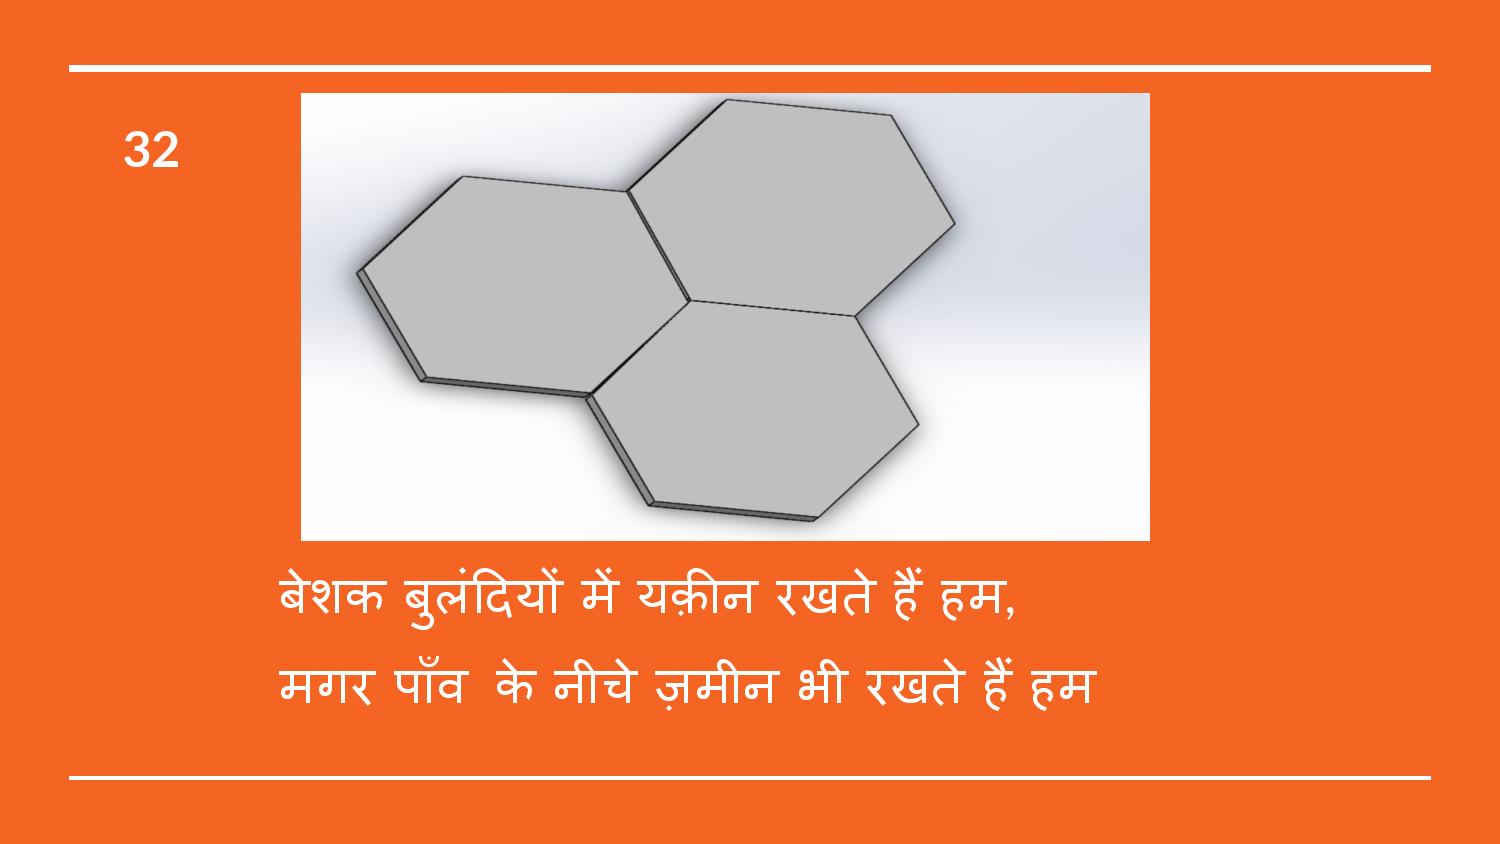 32
बेशक बुलंदियों में यक़ीन रखते हैं हम,
मगर पाँव के नीचे ज़मीन भी रखते हैं हम